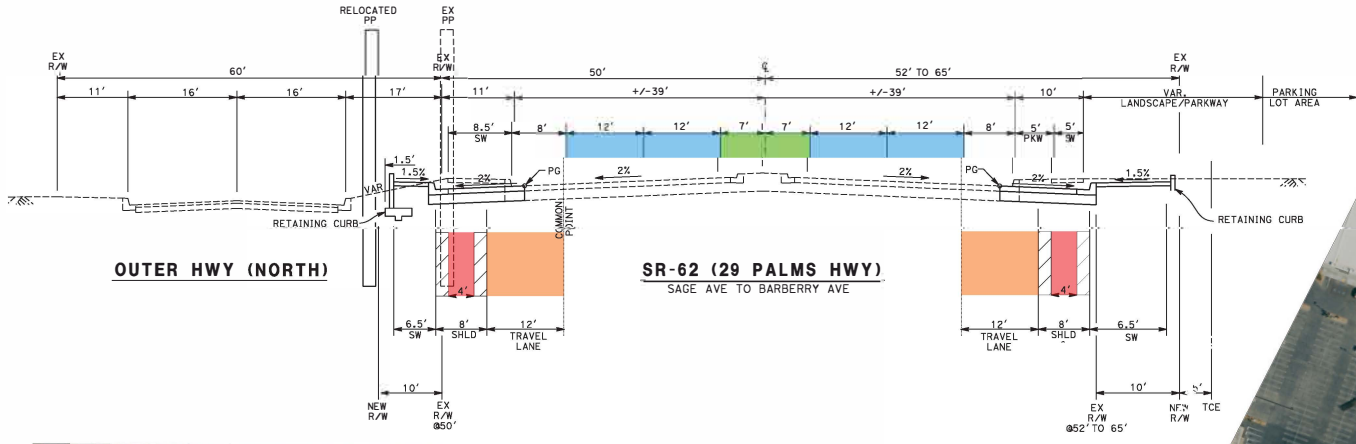 RELOCATED
PP
EX
PP
EX
R/W
EX
R/W
℄
EX
R/W
60'
50'
52' TO 65'
11'
16'
16'
17'
11'
+/-39'
+/-39'
10'
VAR.
LANDSCAPE/PARKWAY
PARKING
LOT AREA
8.5'
SW
8'
12'
12'
7'
7'
12'
12'
8'
5'
PKW
5'
SW
1.5'
1.5%
VAR
2%
PG
2%
2%
PG
2%
1.5%
RETAINING CURB
RETAINING CURB
COMMON
POINT
OUTER HWY (NORTH)
SR-62 (29 PALMS HWY)
SAGE AVE TO BARBERRY AVE
4'
4'
6.5'
SW
8'
SHLD
12'
TRAVEL
LANE
12'
TRAVEL
LANE
8'
SHLD
6.5'
SW
10'
10'
5'
NEW
R/W
EX
R/W
@50'
EX
R/W
@52' TO 65'
NEW
R/W
TCE